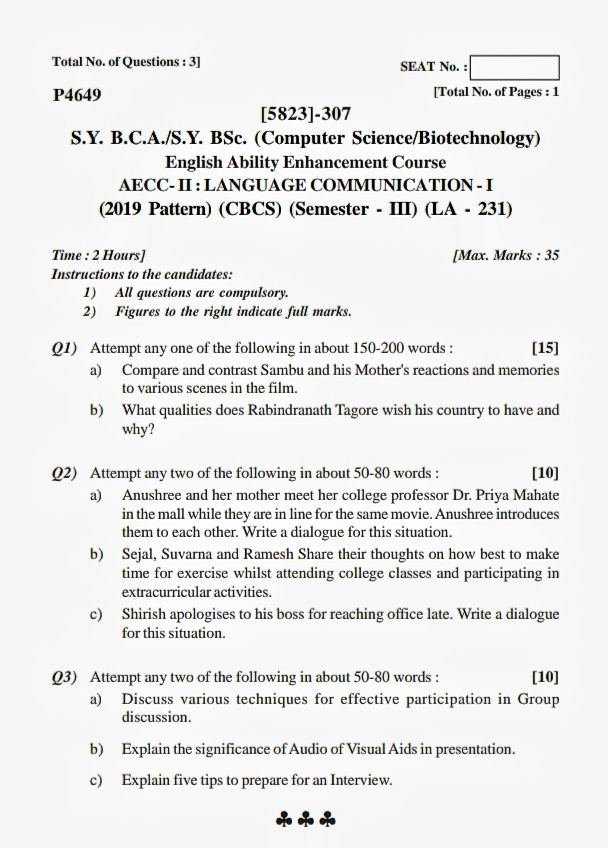 Total No. of Questions : 3]
SEAT No. :
P4649
[Total No. of Pages : 1
[5823]-307
S.Y. B.C.A./S.Y. BSc. (Computer Science/Biotechnology)
English Ability Enhancement Course
AECC- II : LANGUAGE COMMUNICATION - I
(2019 Pattern) (CBCS) (Semester - III) (LA - 231)
Time : 2 Hours]
[Max. Marks : 35
Instructions to the candidates:
1) All questions are compulsory.
2) Figures to the right indicate full marks.
Q1) Attempt any one of the following in about 150-200 words : [15]
a) Compare and contrast Sambu and his Mother's reactions and memories
to various scenes in the film.
b) What qualities does Rabindranath Tagore wish his country to have and
why?
Q2) Attempt any two of the following in about 50-80 words : [10]
a) Anushree and her mother meet her college professor Dr. Priya Mahate
in the mall while they are in line for the same movie. Anushree introduces
them to each other. Write a dialogue for this situation.
b) Sejal, Suvarna and Ramesh Share their thoughts on how best to make
time for exercise whilst attending college classes and participating in
extracurricular activities.
c) Shirish apologises to his boss for reaching office late. Write a dialogue
for this situation.
Q3) Attempt any two of the following in about 50-80 words : [10]
a) Discuss various techniques for effective participation in Group
discussion.
b) Explain the significance of Audio of Visual Aids in presentation.
c) Explain five tips to prepare for an Interview.
♣ ♣ ♣